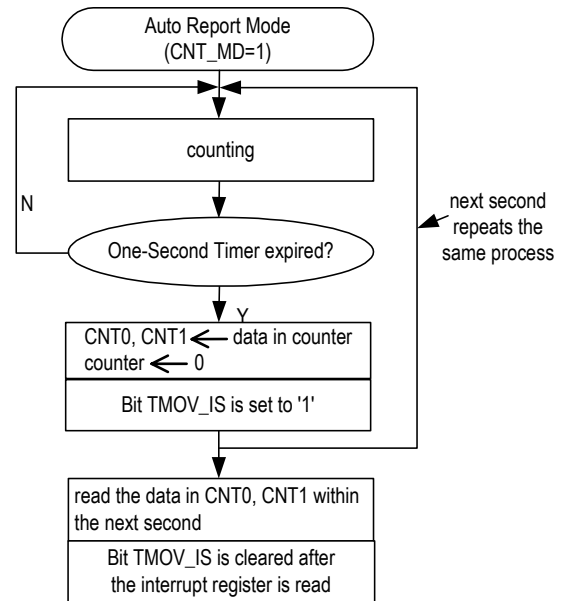 Auto Report Mode
(CNT_MD=1)
counting
N
next second
repeats the
same process
One-Second Timer expired?
Y
CNT0, CNT1 ← data in counter
counter ← 0
Bit TMOV_IS is set to '1'
read the data in CNT0, CNT1 within
the next second
Bit TMOV_IS is cleared after
the interrupt register is read